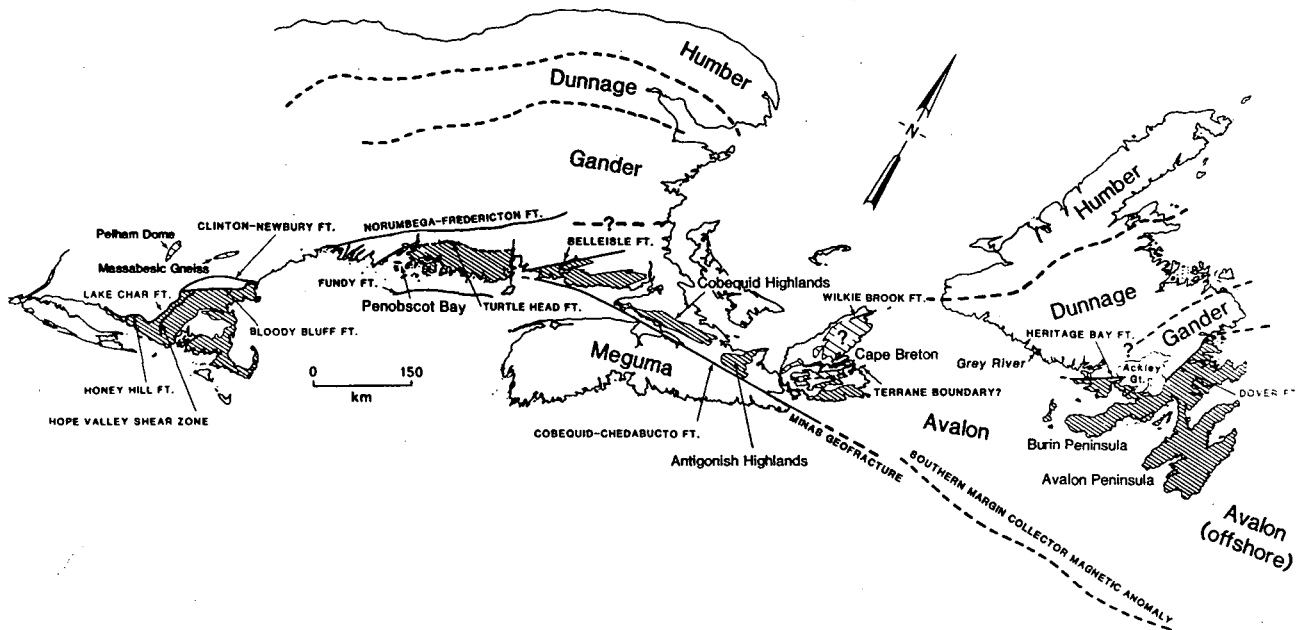 Humber
Dunnage
Gander
N
Humber
Dunnage
Gander
?
NORUMBEGA-FREDERICTON FT.
BELLEISLE FT.
CLINTON-NEWBURY FT.
Pelham Dome
Massabesic Gneiss
LAKE CHAR FT.
FUNDY FT.
Penobscot Bay
TURTLE HEAD FT.
Cobequid Highlands
WILKIE BROOK FT.
?
BLOODY BLUFF FT.
Meguma
Cape Breton
Grey River
HERITAGE BAY FT.
?
Ackley
Gt.
DOVER FT
HONEY HILL FT.
HOPE VALLEY SHEAR ZONE
0 150
km
TERRANE BOUNDARY?
Avalon
COBEQUID-CHEDABUCTO FT.
Antigonish Highlands
MINAS GEOFRACTURE
Burin Peninsula
Avalon Peninsula
SOUTHERN MARGIN COLLECTOR MAGNETIC ANOMALY
Avalon
(offshore)